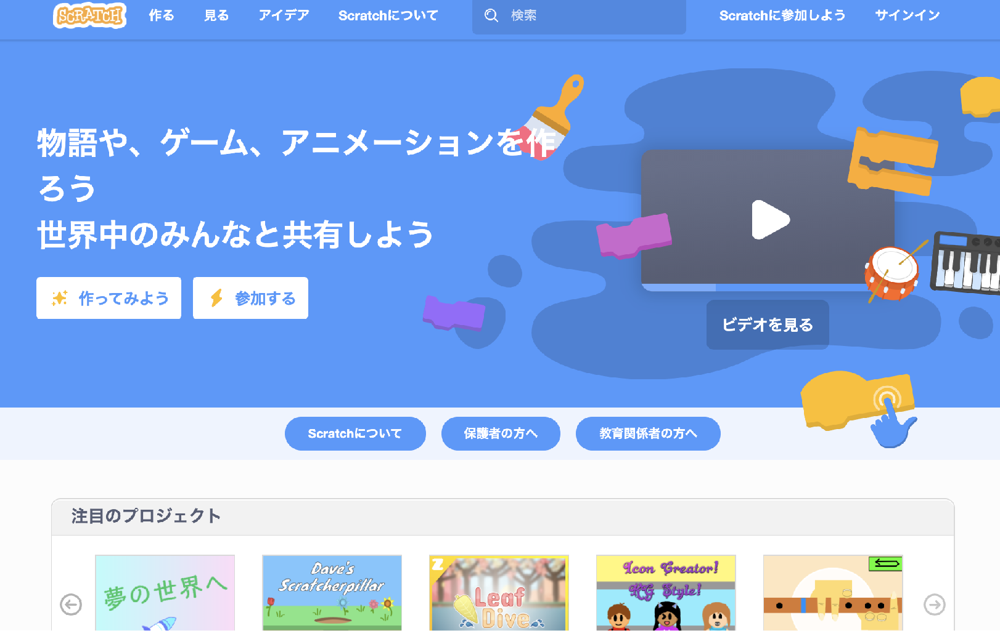 SCRATCH
作る
見る
アイデア
Scratchについて
検索
Scratchに参加しよう
サインイン
物語や、ゲーム、アニメーションを作
ろう
世界中のみんなと共有しよう
作ってみよう
参加する
ビデオを見る
Scratchについて
保護者の方へ
教育関係者の方へ
注目のプロジェクト
夢の世界へ
Dave's
Scratcherpillar
Z
Leaf
Dive
Icon Creator!
KG Style!